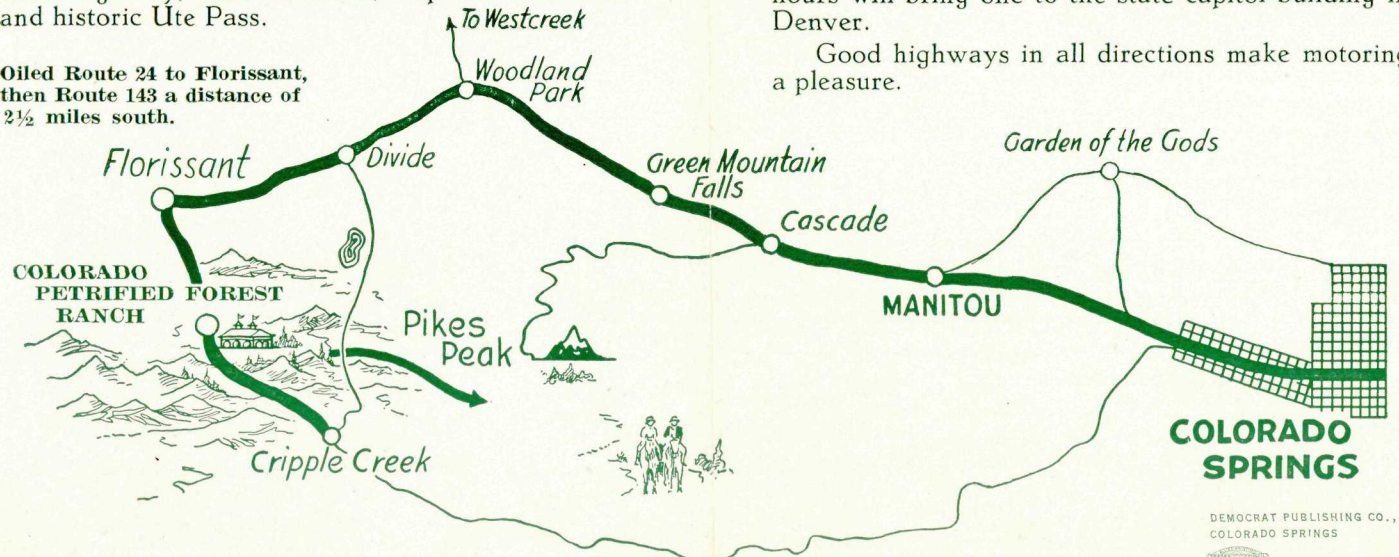 and historic Ute Pass.
Oiled Route 24 to Florissant,
then Route 143 a distance of
2½ miles south.
Denver.
Good highways in all directions make motoring
a pleasure.
To Westcreek
Woodland
Park
Florissant
Divide
Green Mountain
Falls
Cascade
Garden of the Gods
COLORADO
PETRIFIED FOREST
RANCH
MANITOU
Pikes
Peak
Cripple Creek
COLORADO
SPRINGS
DEMOCRAT PUBLISHING CO.,
COLORADO SPRINGS